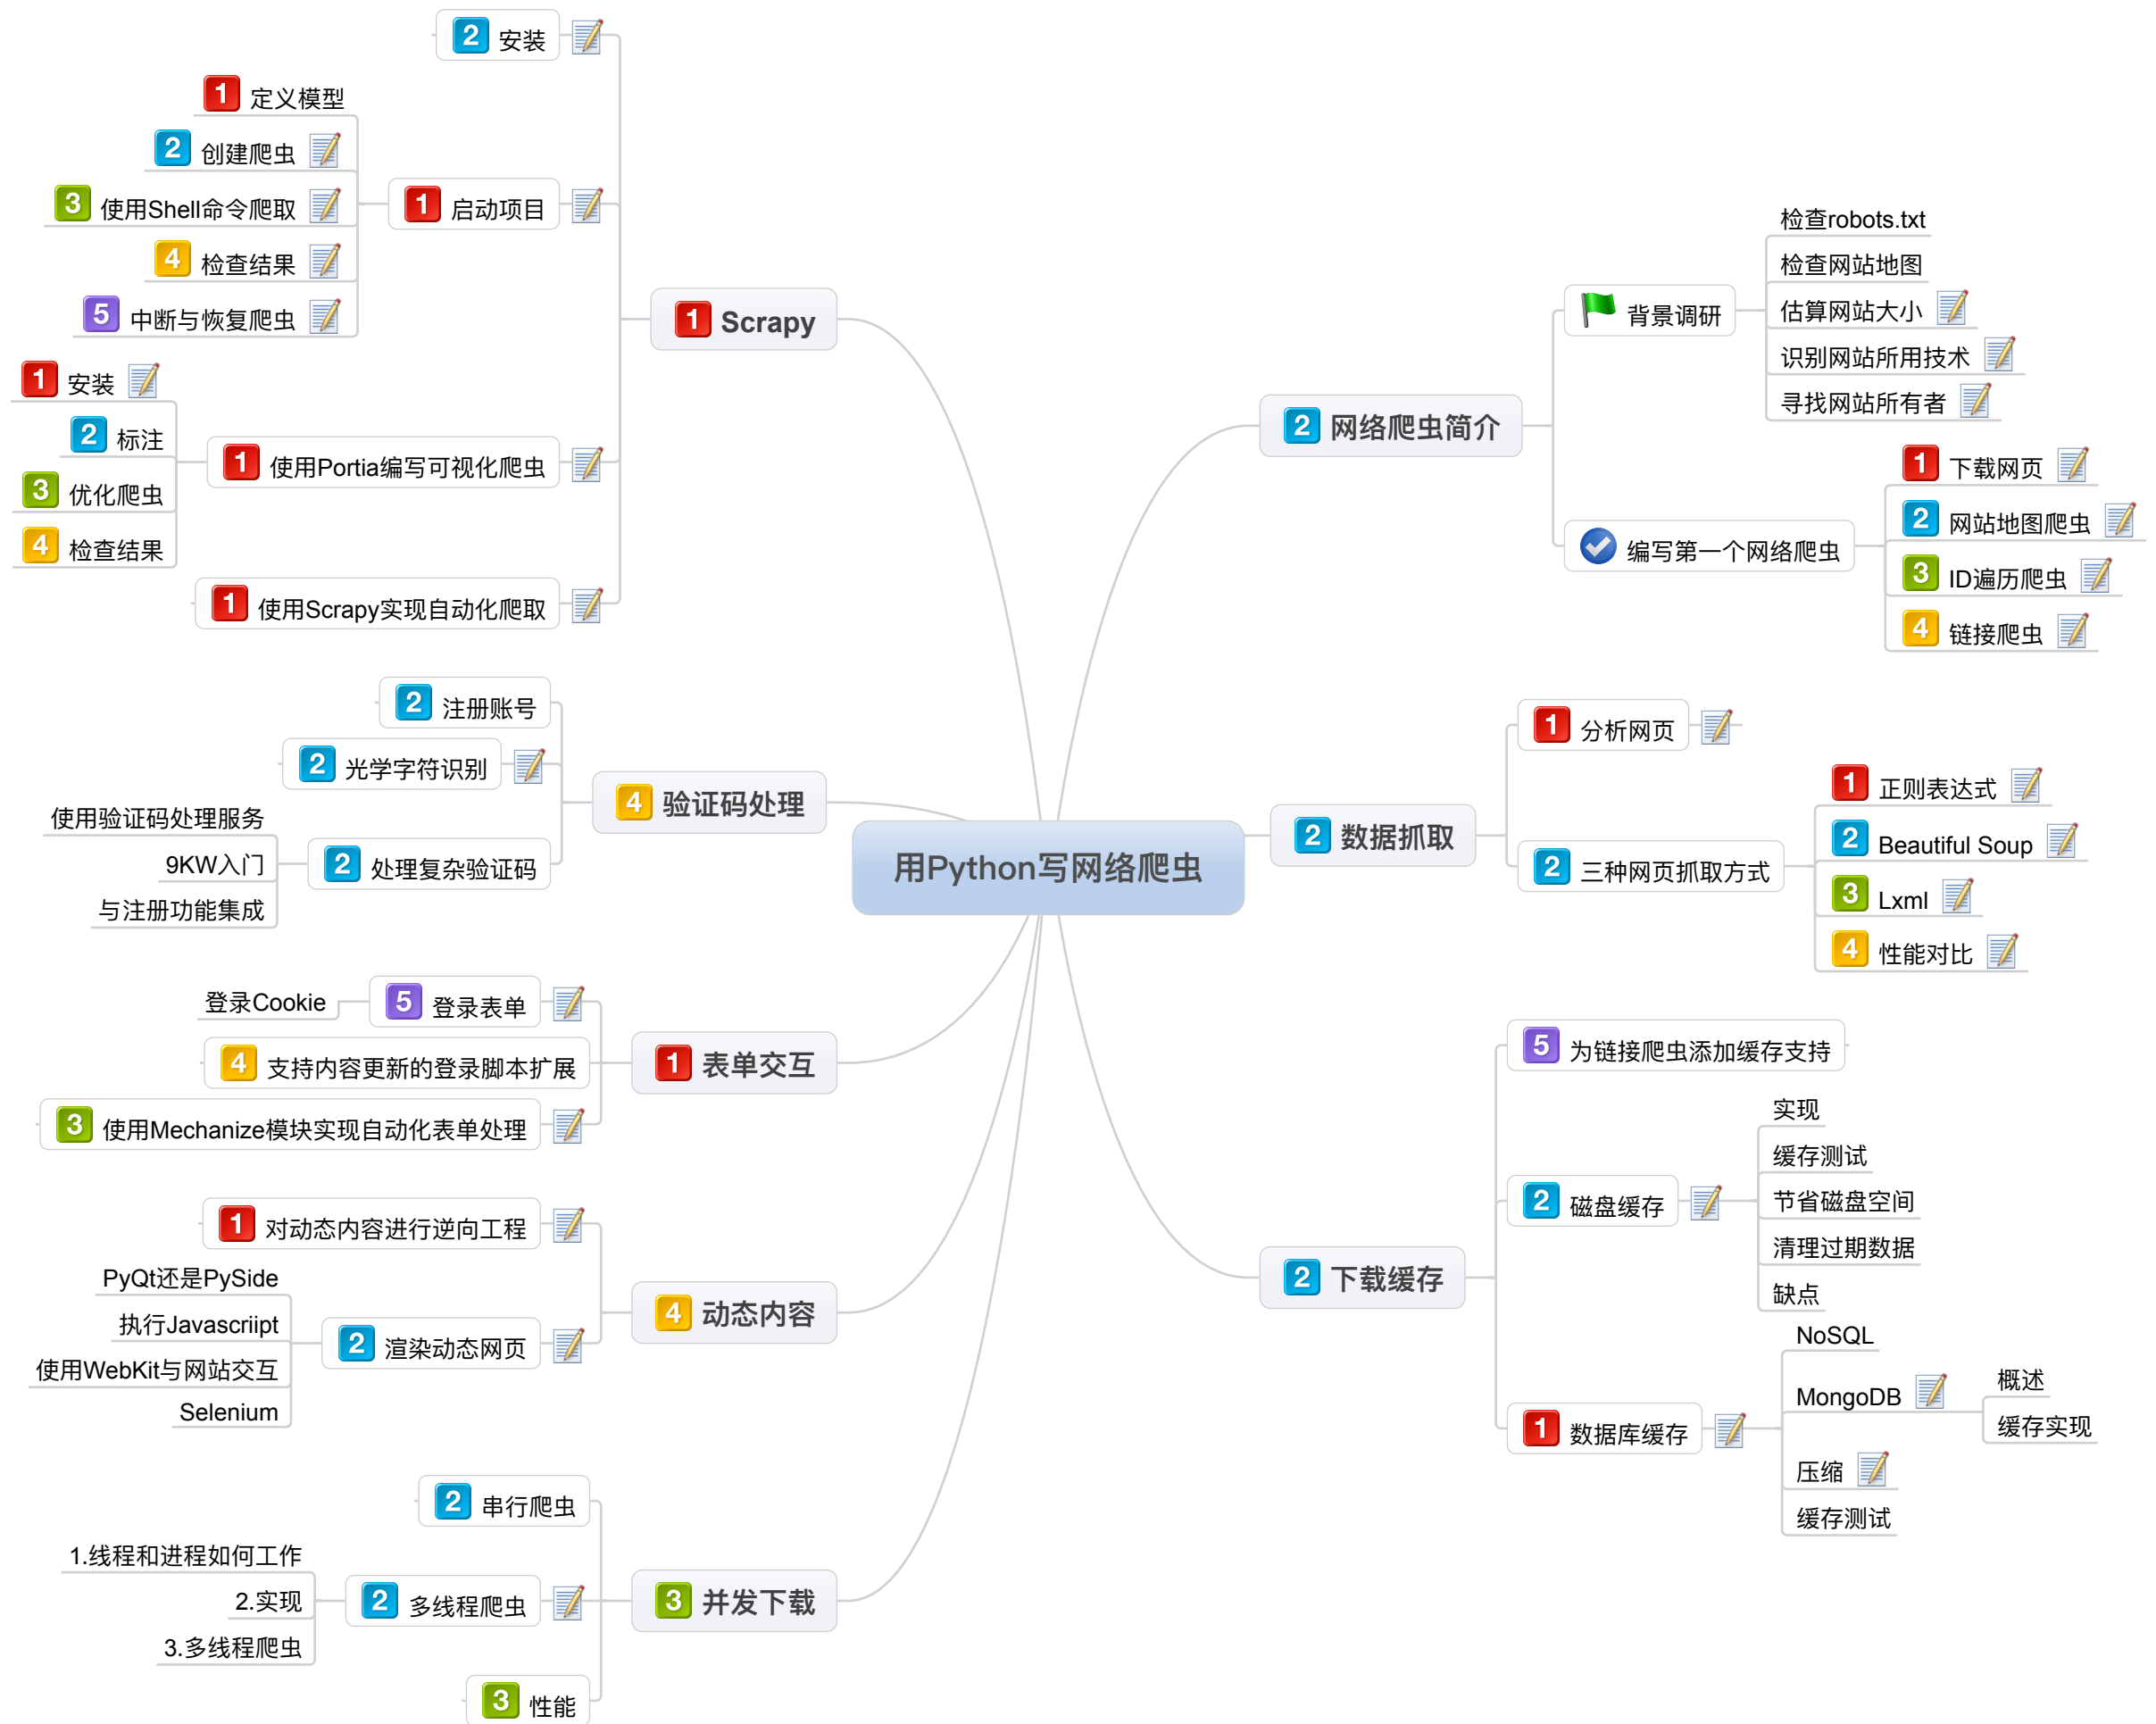 用Python写网络爬虫
2 网络爬虫简介
背景调研
检查robots.txt
检查网站地图
估算网站大小
识别网站所用技术
寻找网站所有者
编写第一个网络爬虫
1 下载网页
2 网站地图爬虫
3 ID遍历爬虫
4 链接爬虫
2 数据抓取
1 分析网页
2 三种网页抓取方式
1 正则表达式
2 Beautiful Soup
3 Lxml
4 性能对比
2 下载缓存
5 为链接爬虫添加缓存支持
2 磁盘缓存
实现
缓存测试
节省磁盘空间
清理过期数据
缺点
1 数据库缓存
NoSQL
MongoDB
概述
缓存实现
压缩
缓存测试
1 Scrapy
2 安装
1 启动项目
1 定义模型
2 创建爬虫
3 使用Shell命令爬取
4 检查结果
5 中断与恢复爬虫
1 使用Portia编写可视化爬虫
1 安装
2 标注
3 优化爬虫
4 检查结果
1 使用Scrapy实现自动化爬取
4 验证码处理
2 注册账号
2 光学字符识别
2 处理复杂验证码
使用验证码处理服务
9KW入门
与注册功能集成
1 表单交互
5 登录表单
登录Cookie
4 支持内容更新的登录脚本扩展
3 使用Mechanize模块实现自动化表单处理
4 动态内容
1 对动态内容进行逆向工程
2 渲染动态网页
PyQt还是PySide
执行Javascriipt
使用WebKit与网站交互
Selenium
3 并发下载
2 串行爬虫
2 多线程爬虫
1.线程和进程如何工作
2.实现
3.多线程爬虫
3 性能